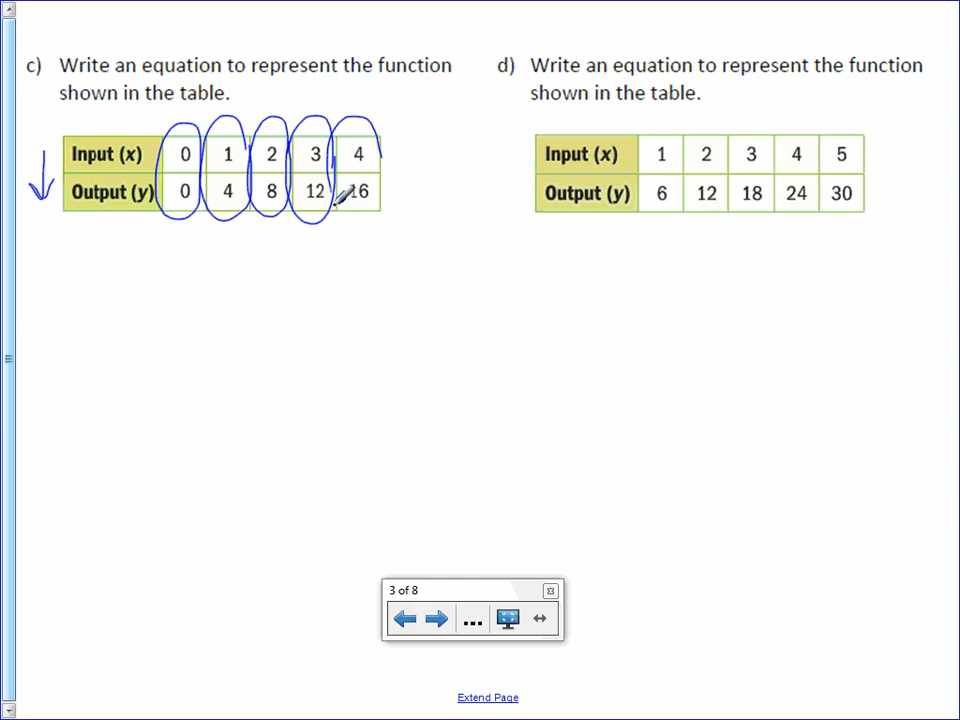 c) Write an equation to represent the function
shown in the table.
Input (x) 0 1 2 3 4
Output (y) 0 4 8 12 16
d) Write an equation to represent the function
shown in the table.
Input (x) 1 2 3 4 5
Output (y) 6 12 18 24 30
3 of 8
...
Extend Page